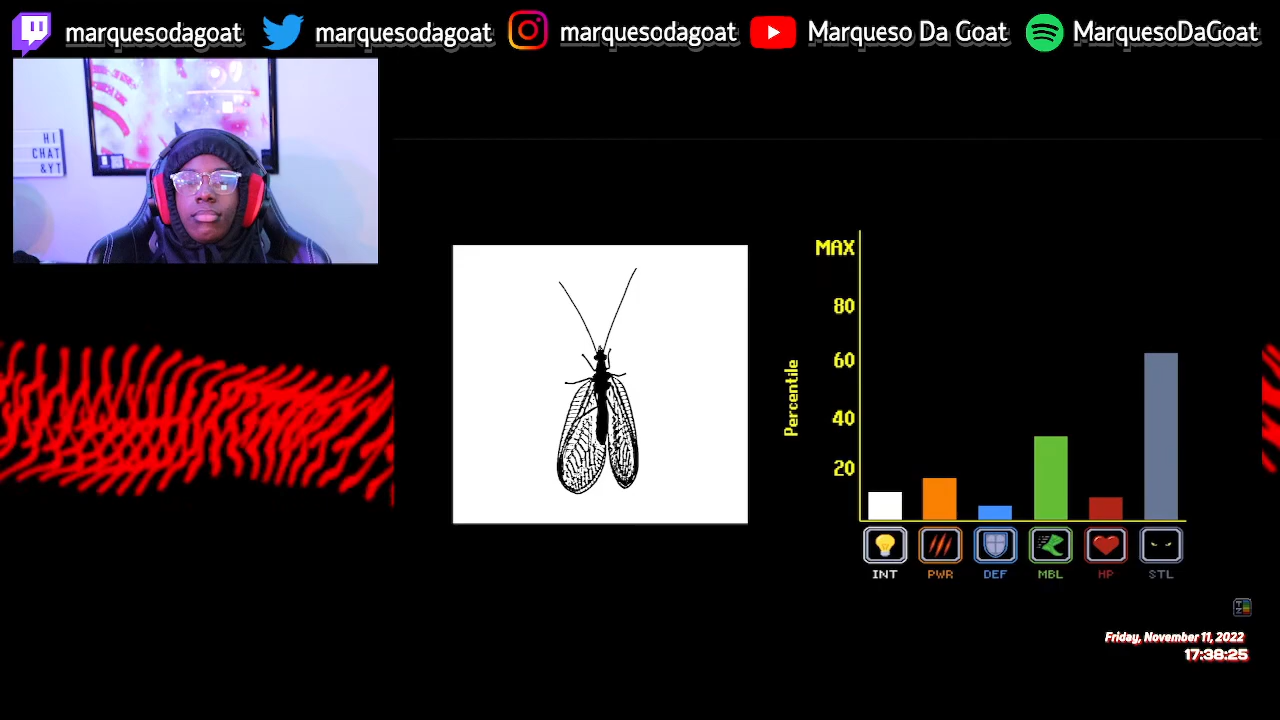 marquesodagoat marquesodagoat marquesodagoat Marqueso Da Goat MarquesoDaGoat
HI
CHAT
&YT
MAX
80
60
40
20
Percentile
INT PWR DEF MBL HP STL
Friday, November 11, 2022
17:38:25